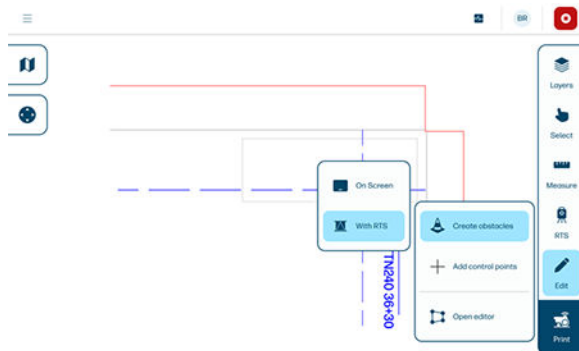 BR
Layers
Select
Measure
RTS
Edit
Print
On Screen
With RTS
Create obstacles
Add control points
Open editor
TN240 36+30